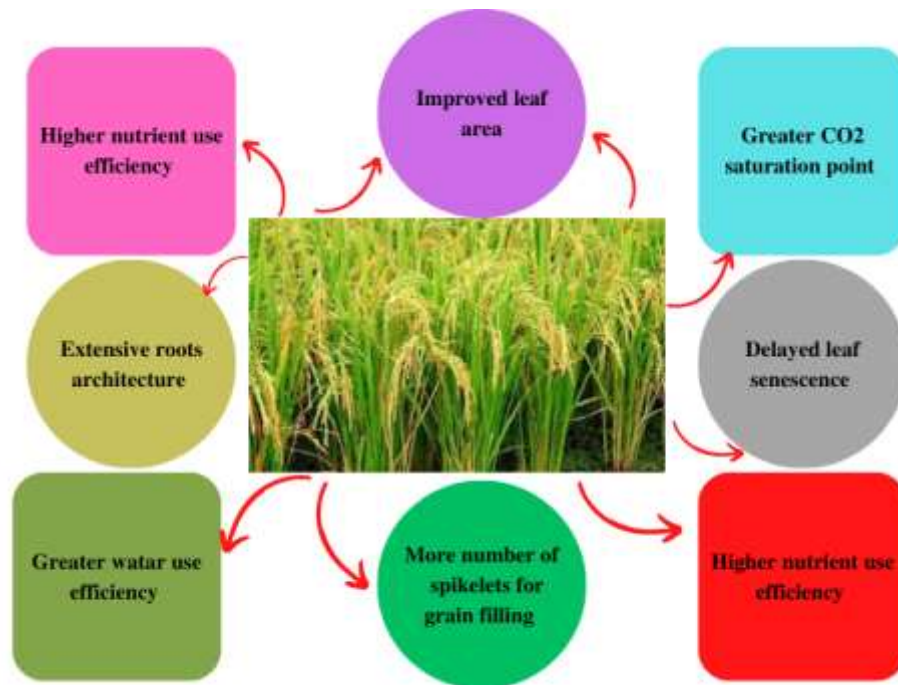 Improved leaf
area
Higher nutrient use
efficiency
Greater CO2
saturation point
Extensive roots
architecture
Delayed leaf
senescence
Greater watar use
efficiency
More number of
spikelets for
grain filling
Higher nutrient use
efficiency